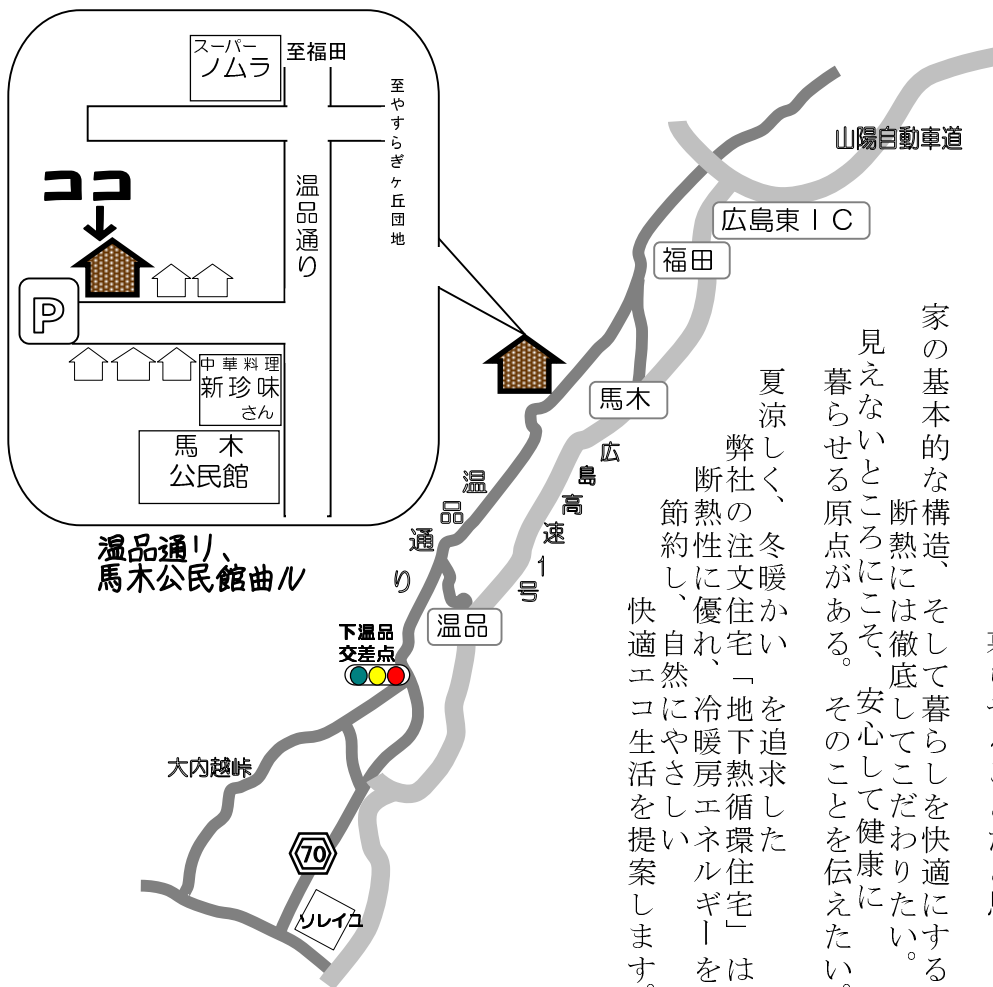 スーパー
ノムラ
至福田
至やすらぎヶ丘団地
ココ
温品通り
P
中華料理
新珍味
さん
馬木
公民館
温品通リ、
馬木公民館曲ル
山陽自動車道
広島東IC
福田
馬木
広島高速1号
温品通り
温品
下温品
交差点
大内越峠
70
ソレイユ
家の基本的な構造、そして暮らしを快適にする
断熱には徹底してこだわりたい。
見えないところにこそ、安心して健康に
暮らせる原点がある。そのことを伝えたい。
夏涼しく、冬暖かい　を追求した
弊社の注文住宅「地下熱循環住宅」は
断熱性に優れ、冷暖房エネルギーを
節約し、自然にやさしい
快適エコ生活を提案します。